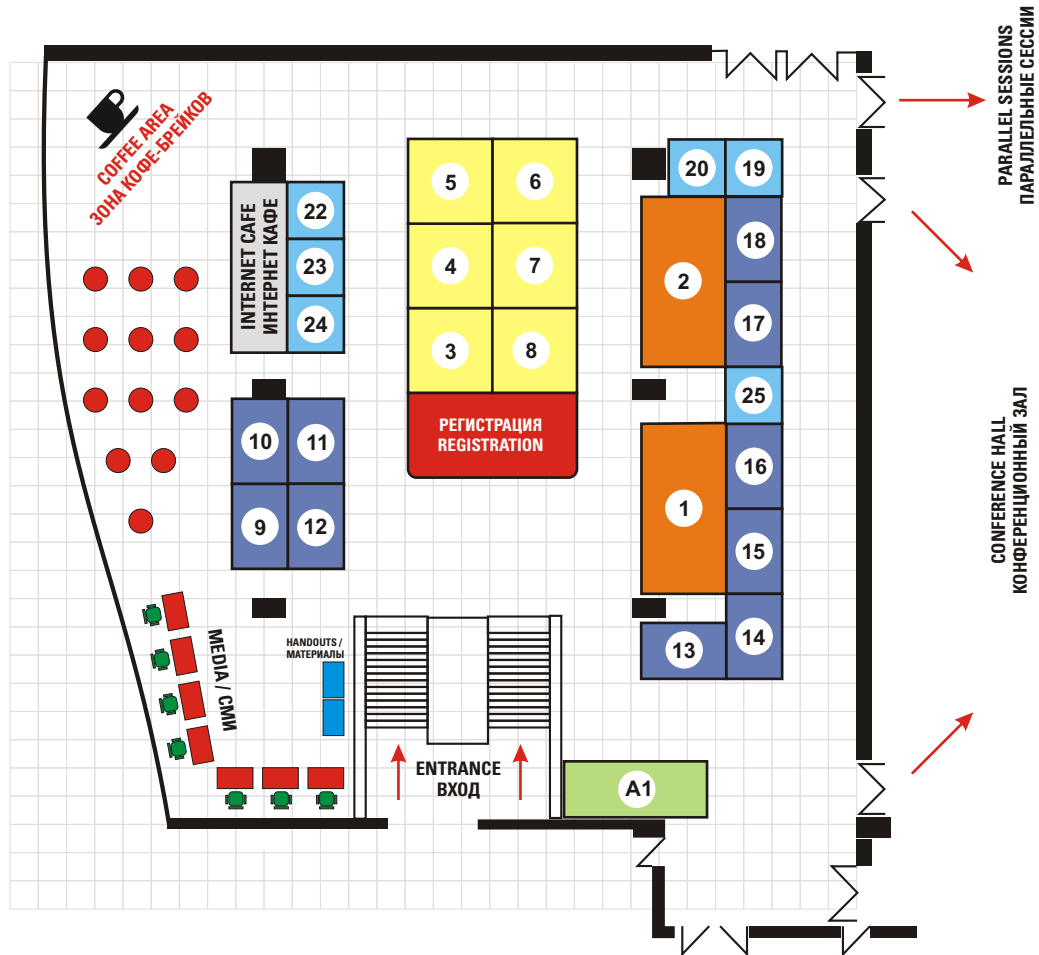 COFFEE AREA
ЗОНА КОФЕ-БРЕЙКОВ
PARALLEL SESSIONS
ПАРАЛЛЕЛЬНЫЕ СЕССИИ
INTERNET CAFE
ИНТЕРНЕТ КАФЕ
22
23
24
5
6
4
7
3
8
РЕГИСТРАЦИЯ
REGISTRATION
20
19
18
2
17
25
16
1
15
14
13
10
11
9
12
CONFERENCE HALL
КОНФЕРЕНЦИОННЫЙ ЗАЛ
MEDIA / СМИ
HANDOUTS /
МАТЕРИАЛЫ
ENTRANCE
ВХОД
A1